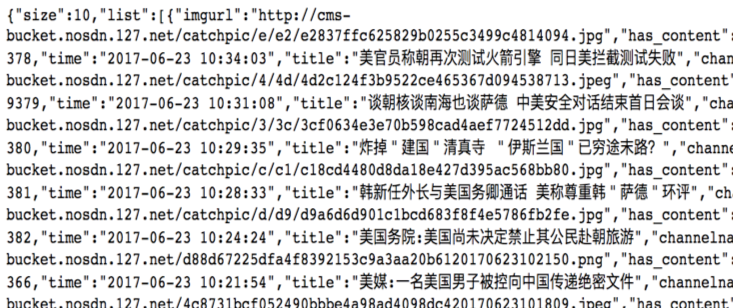 {"size":10,"list":[{"imgurl":"http://cms-
bucket.nosdn.127.net/catchpic/e/e2/e2837ffc625829b0255c3499c4814094.jpg","has_content":
378,"time":"2017-06-23 10:34:03","title":"美官员称朝再次测试火箭引擎 同日美拦截测试失败","chan
bucket.nosdn.127.net/catchpic/4/4d/4d2c124f3b9522ce465367d094538713.jpeg","has_content"
9379,"time":"2017-06-23 10:31:08","title":"谈朝核谈南海也谈萨德 中美安全对话结束首日会谈","cha
bucket.nosdn.127.net/catchpic/3/3c/3cf0634e3e70b598cad4aef7724512dd.jpg","has_content":
380,"time":"2017-06-23 10:29:35","title":"炸掉"建国"清真寺 "伊斯兰国"已穷途末路？","channe
bucket.nosdn.127.net/catchpic/c/c1/c18cd4480d8da18e427d395ac568bb80.jpg","has_content":
381,"time":"2017-06-23 10:28:33","title":"韩新任外长与美国务卿通话 美称尊重韩"萨德"环评","ch
bucket.nosdn.127.net/catchpic/d/d9/d9a6d6d901c1bcd683f8f4e5786fb2fe.jpg","has_content":
382,"time":"2017-06-23 10:24:24","title":"美国务院:美国尚未决定禁止其公民赴朝旅游","channelna
bucket.nosdn.127.net/d88d67225dfa4f8392153c9a3aa20b6120170623102150.png","has_content":
366,"time":"2017-06-23 10:21:54","title":"美媒:一名美国男子被控向中国传递绝密文件","channelna
bucket.nosdn.127.net/4c8731bcf052490bbbe4a98ad4098dc420170623101809.jpeg","has_content"